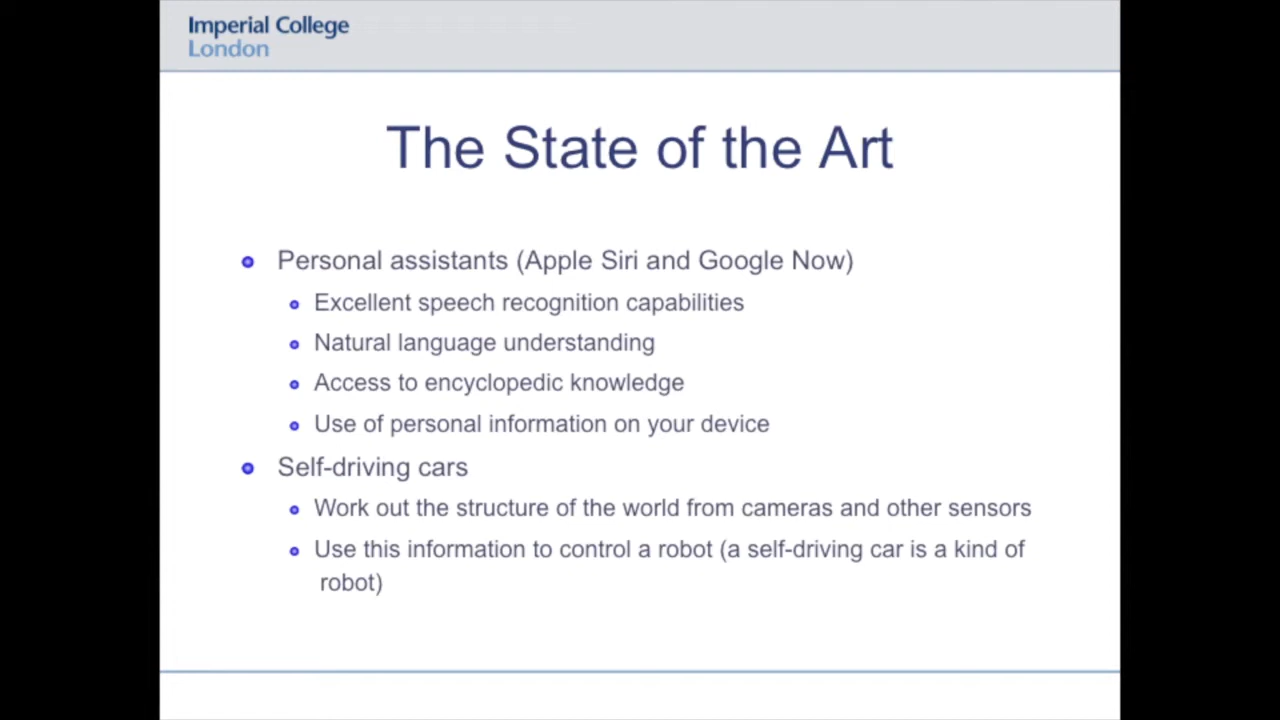 Imperial College
London
The State of the Art
Personal assistants (Apple Siri and Google Now)
Excellent speech recognition capabilities
Natural language understanding
Access to encyclopedic knowledge
Use of personal information on your device
Self-driving cars
Work out the structure of the world from cameras and other sensors
Use this information to control a robot (a self-driving car is a kind of
robot)